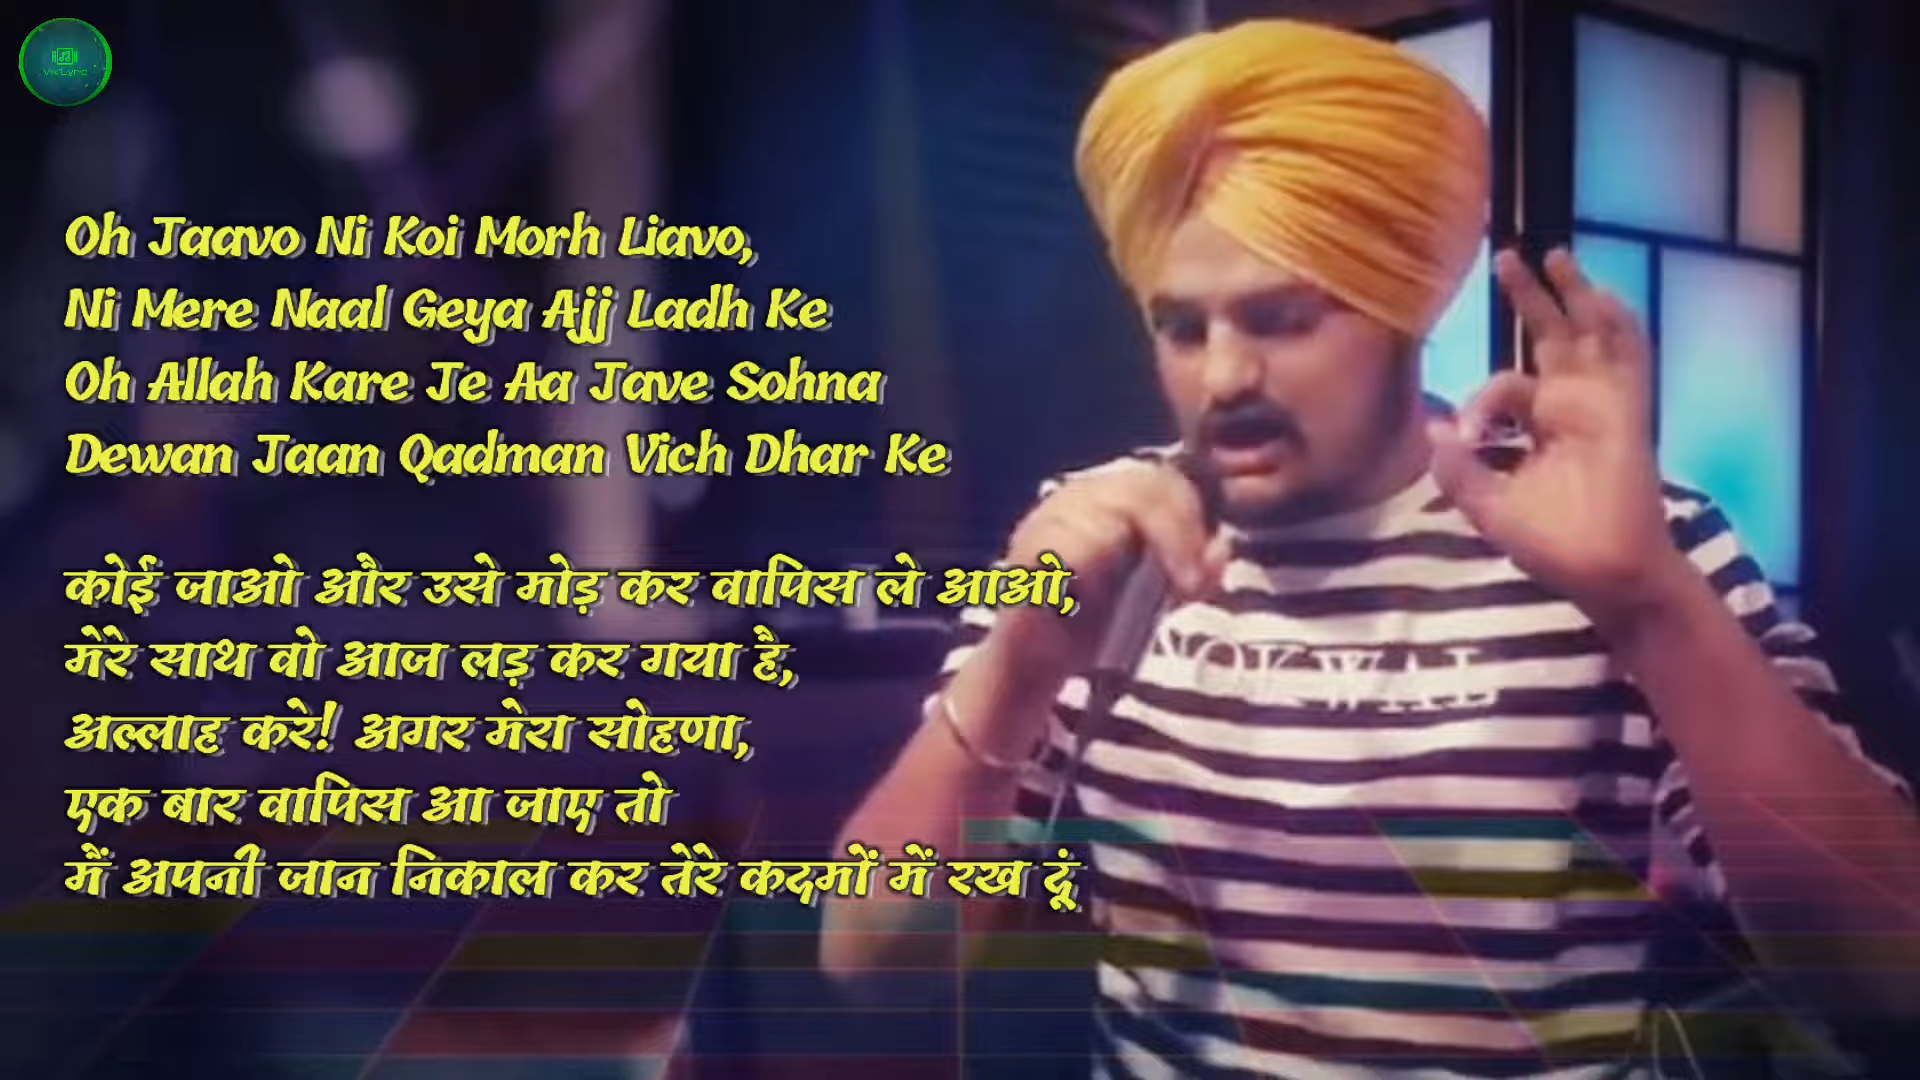 VikLyric
Oh Jaavo Ni Koi Morh Liavo,
Ni Mere Naal Geya Ajj Ladh Ke
Oh Allah Kare Je Aa Jave Sohna
Dewan Jaan Qadman Vich Dhar Ke
कोई जाओ और उसे मोड़ कर वापिस ले आओ,
मेरे साथ वो आज लड़ कर गया है,
अल्लाह करे! अगर मेरा सोहणा,
एक बार वापिस आ जाए तो
मैं अपनी जान निकाल कर तेरे कदमों में रख दूं